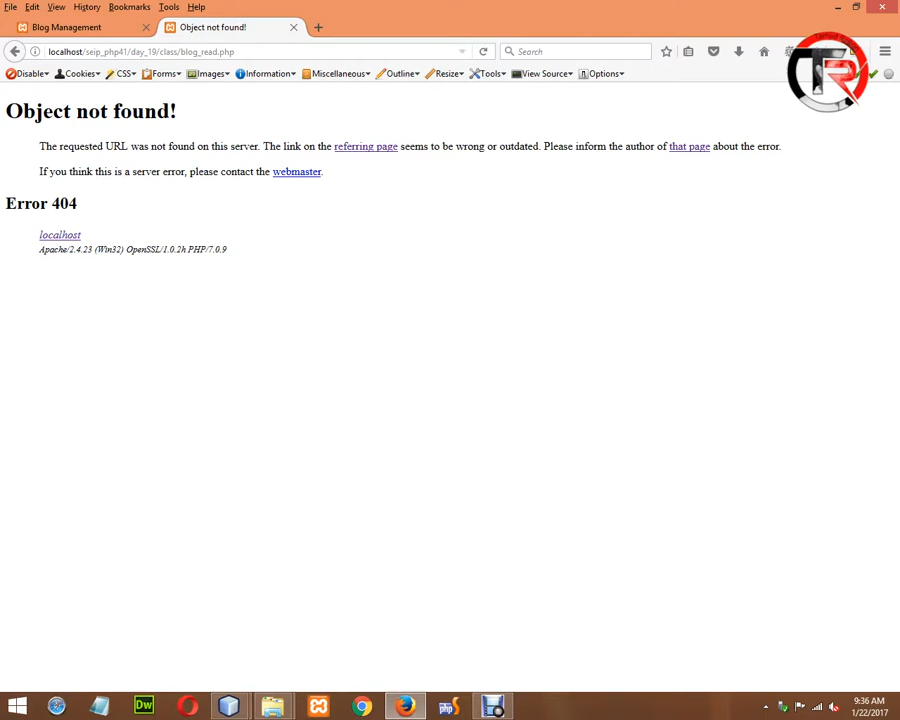 File Edit View History Bookmarks Tools Help
Blog Management Object not found!
localhost/seip_php41/day_19/class/blog_read.php Search
Disable Cookies CSS Forms Images Information Miscellaneous Outline Resize Tools View Source Options
Object not found!
The requested URL was not found on this server. The link on the referring page seems to be wrong or outdated. Please inform the author of that page about the error.
If you think this is a server error, please contact the webmaster.
Error 404
localhost
Apache/2.4.23 (Win32) OpenSSL/1.0.2h PHP/7.0.9
Dw php
9:36 AM
1/22/2017